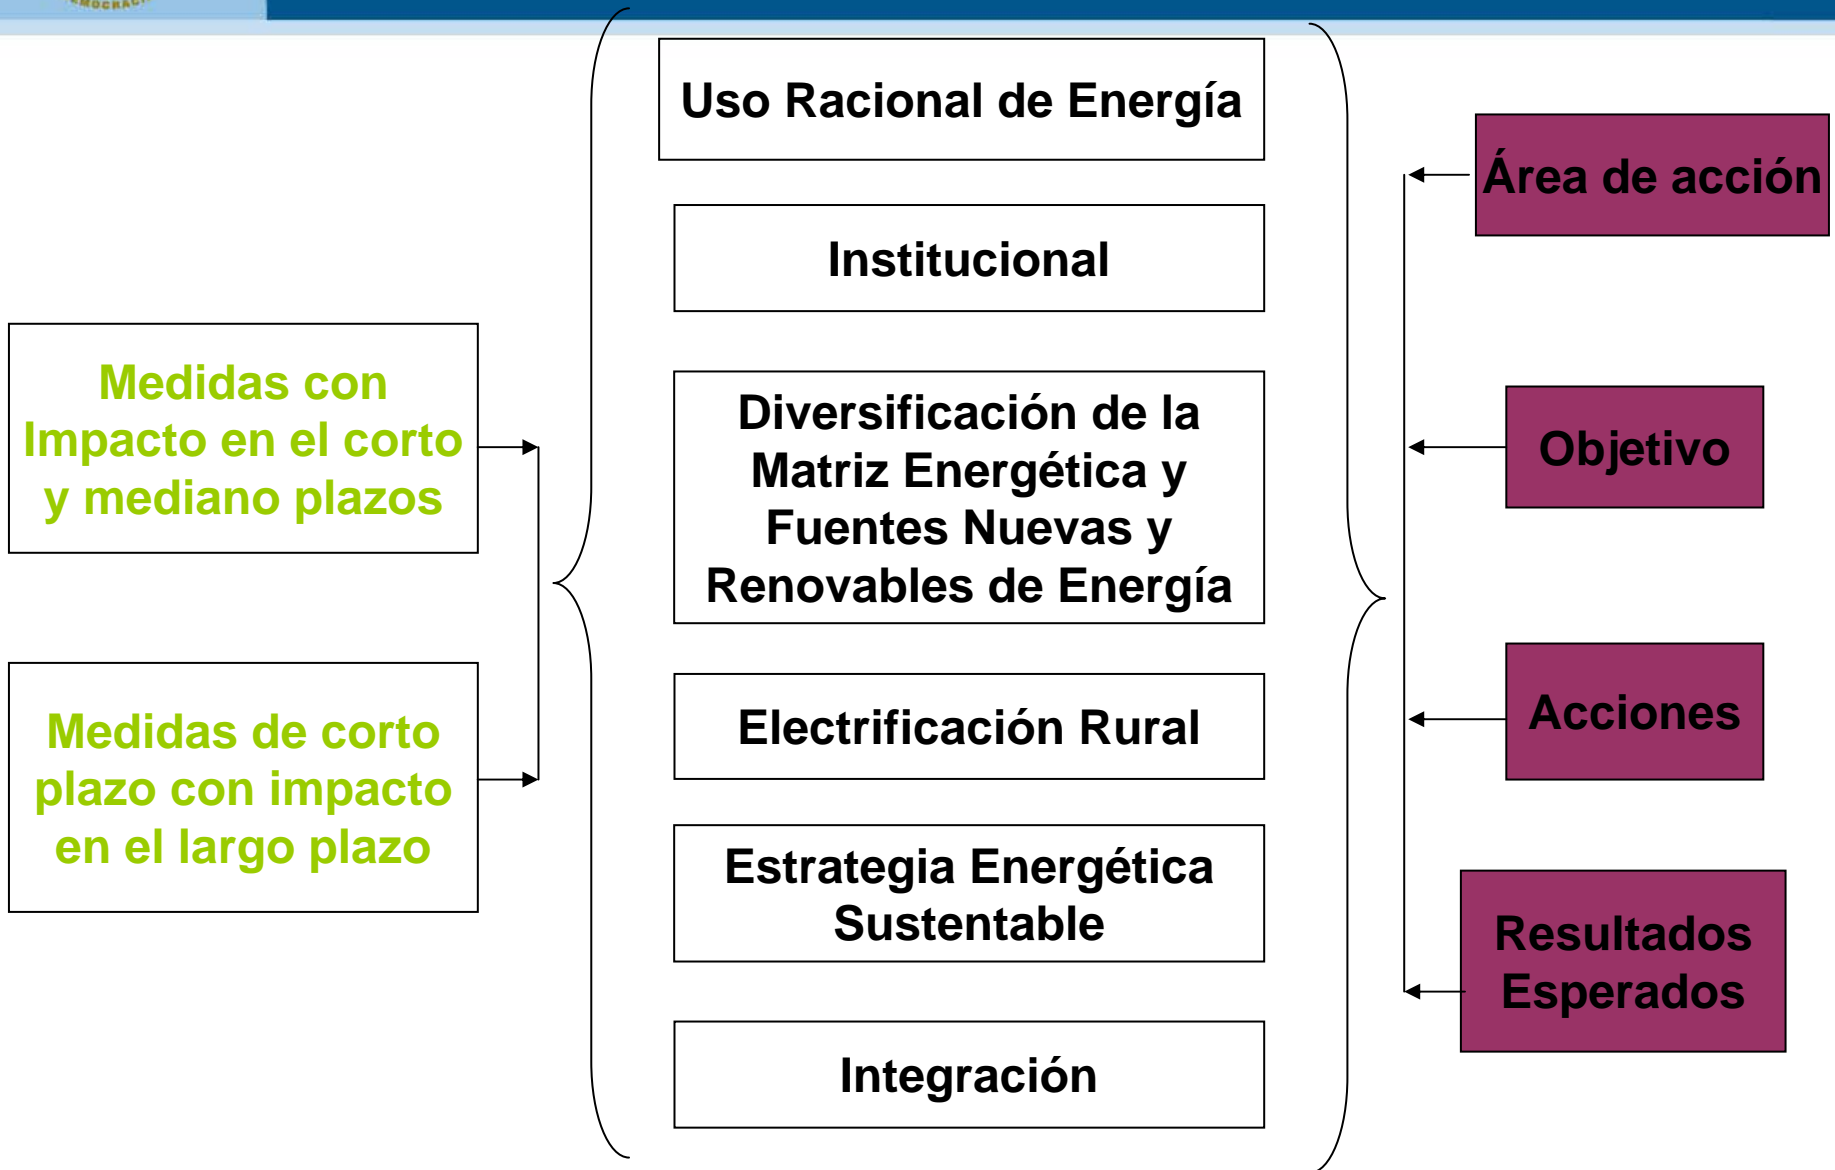 Uso Racional de Energía
Institucional
Medidas con
Impacto en el corto
y mediano plazos
Medidas de corto
plazo con impacto
en el largo plazo
Diversificación de la
Matriz Energética y
Fuentes Nuevas y
Renovables de Energía
Electrificación Rural
Estrategia Energética
Sustentable
Integración
Área de acción
Objetivo
Acciones
Resultados
Esperados